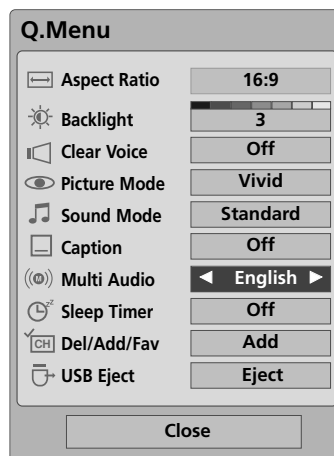 Q.Menu
Aspect Ratio 16:9
Backlight 3
Clear Voice Off
Picture Mode Vivid
Sound Mode Standard
Caption Off
Multi Audio ◀ English ▶
Sleep Timer Off
CH Del/Add/Fav Add
USB Eject Eject
Close